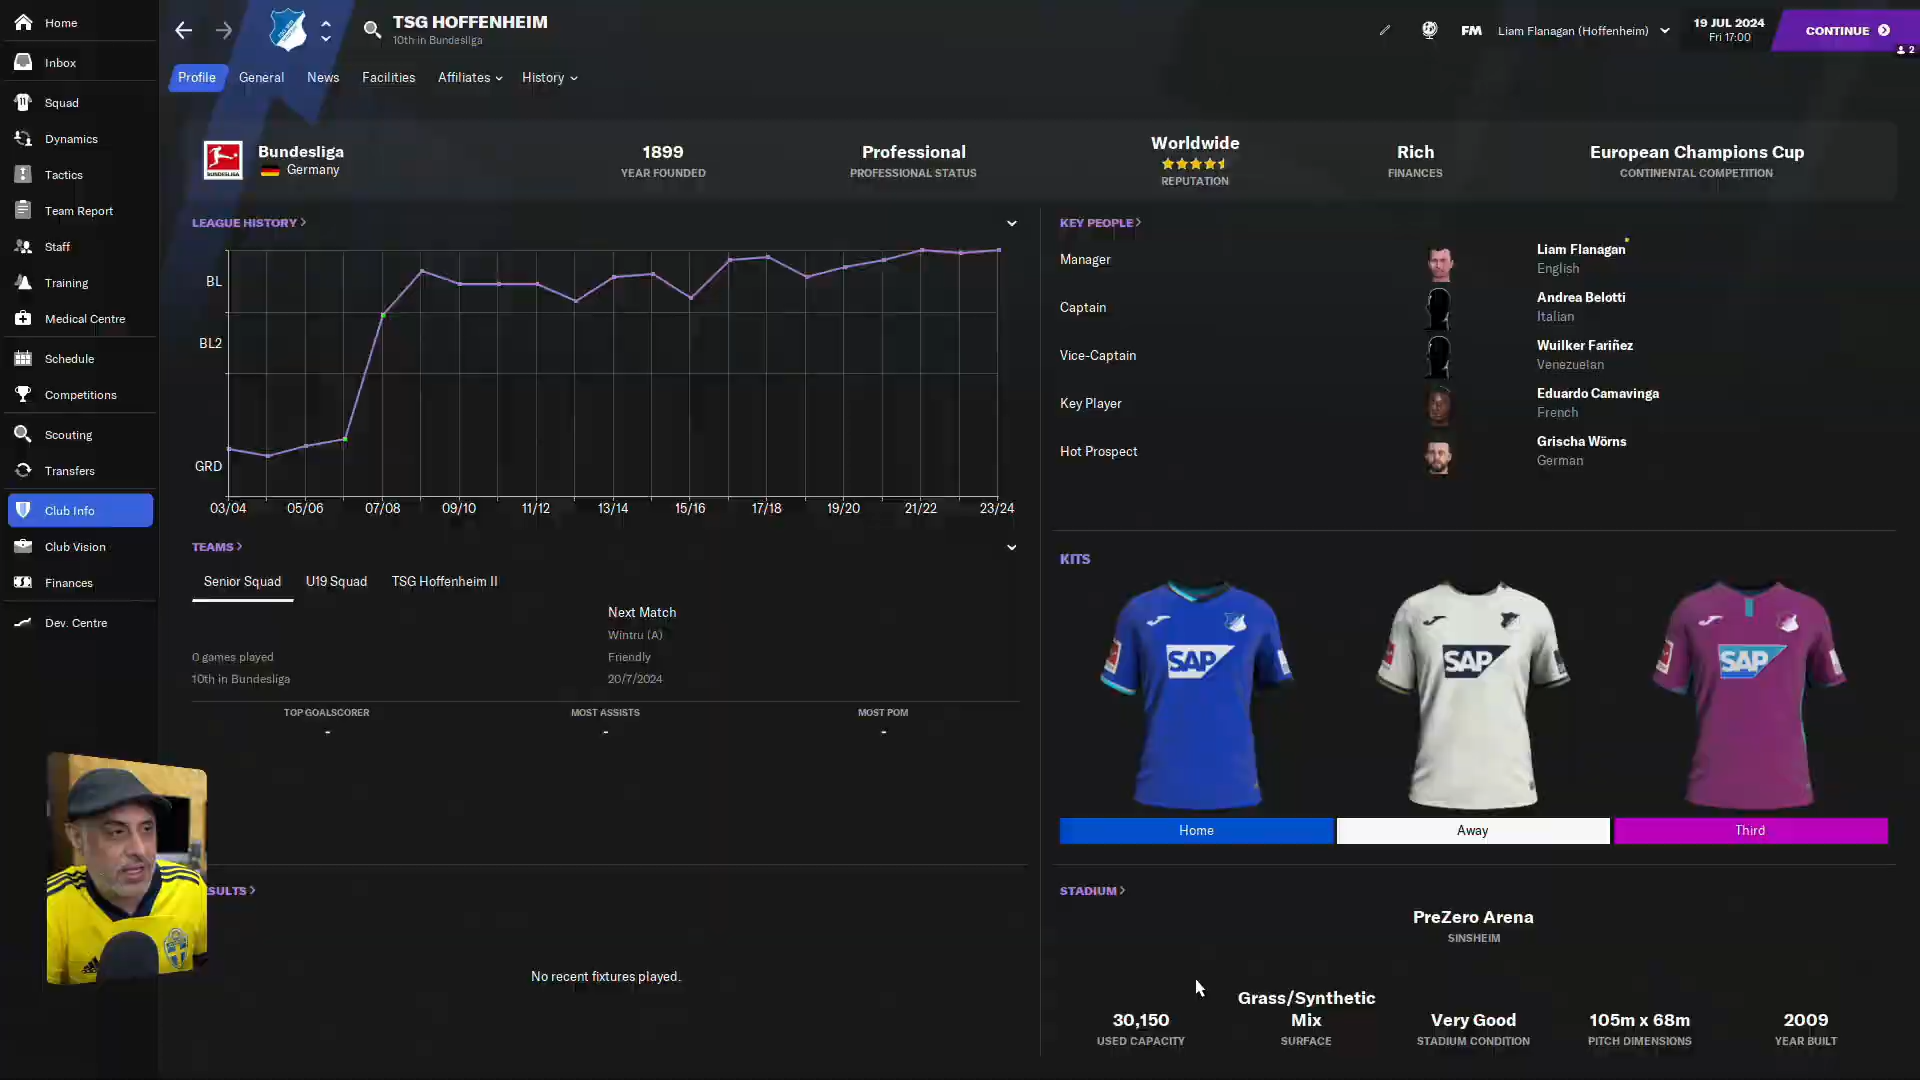 Home
Inbox
Squad
Dynamics
Tactics
Team Report
Staff
Training
Medical Centre
Schedule
Competitions
Scouting
Transfers
Club Info
Club Vision
Finances
Dev. Centre
TSG HOFFENHEIM
10th in Bundesliga
FM
Liam Flanagan (Hoffenheim)
19 JUL 2024
Fri 17:00
CONTINUE
2
Profile General News Facilities Affiliates History
Bundesliga
Germany
1899
YEAR FOUNDED
Professional
PROFESSIONAL STATUS
Worldwide
REPUTATION
Rich
FINANCES
European Champions Cup
CONTINENTAL COMPETITION
LEAGUE HISTORY
BL
BL2
GRD
03/04 05/06 07/08 09/10 11/12 13/14 15/16 17/18 19/20 21/22 23/24
TEAMS
Senior Squad U19 Squad TSG Hoffenheim II
Next Match
Wintru (A)
0 games played
Friendly
10th in Bundesliga
20/7/2024
TOP GOALSCORER MOST ASSISTS MOST POM
- - -
SULTS
No recent fixtures played.
KEY PEOPLE
Manager
Liam Flanagan
English
Captain
Andrea Belotti
Italian
Vice-Captain
Wuilker Fariñez
Venezuelan
Key Player
Eduardo Camavinga
French
Hot Prospect
Grischa Wörns
German
KITS
SAP SAP SAP
Home Away Third
STADIUM
PreZero Arena
SINSHEIM
30,150
USED CAPACITY
Grass/Synthetic
Mix
SURFACE
Very Good
STADIUM CONDITION
105m x 68m
PITCH DIMENSIONS
2009
YEAR BUILT